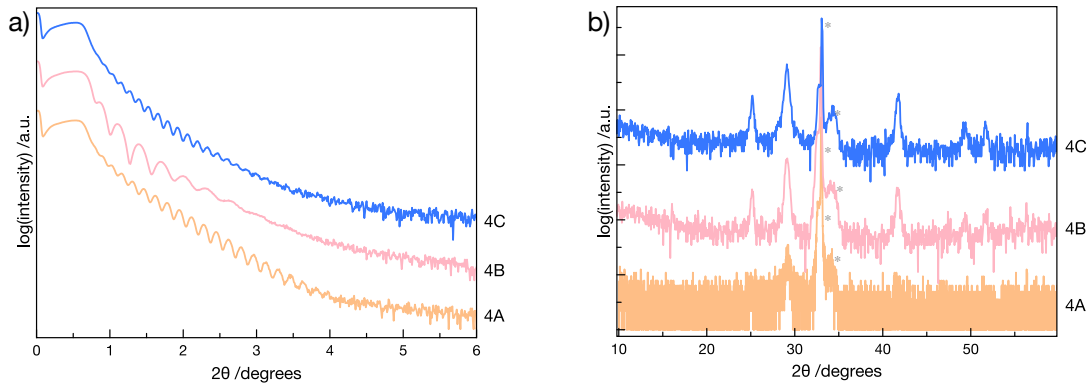 a)
log(intensity) /a.u.
4C
4B
4A
0 1 2 3 4 5 6
2θ /degrees
b)
log(intensity) /a.u.
*
*
*
*
*
*
4C
4B
4A
10 20 30 40 50
2θ /degrees